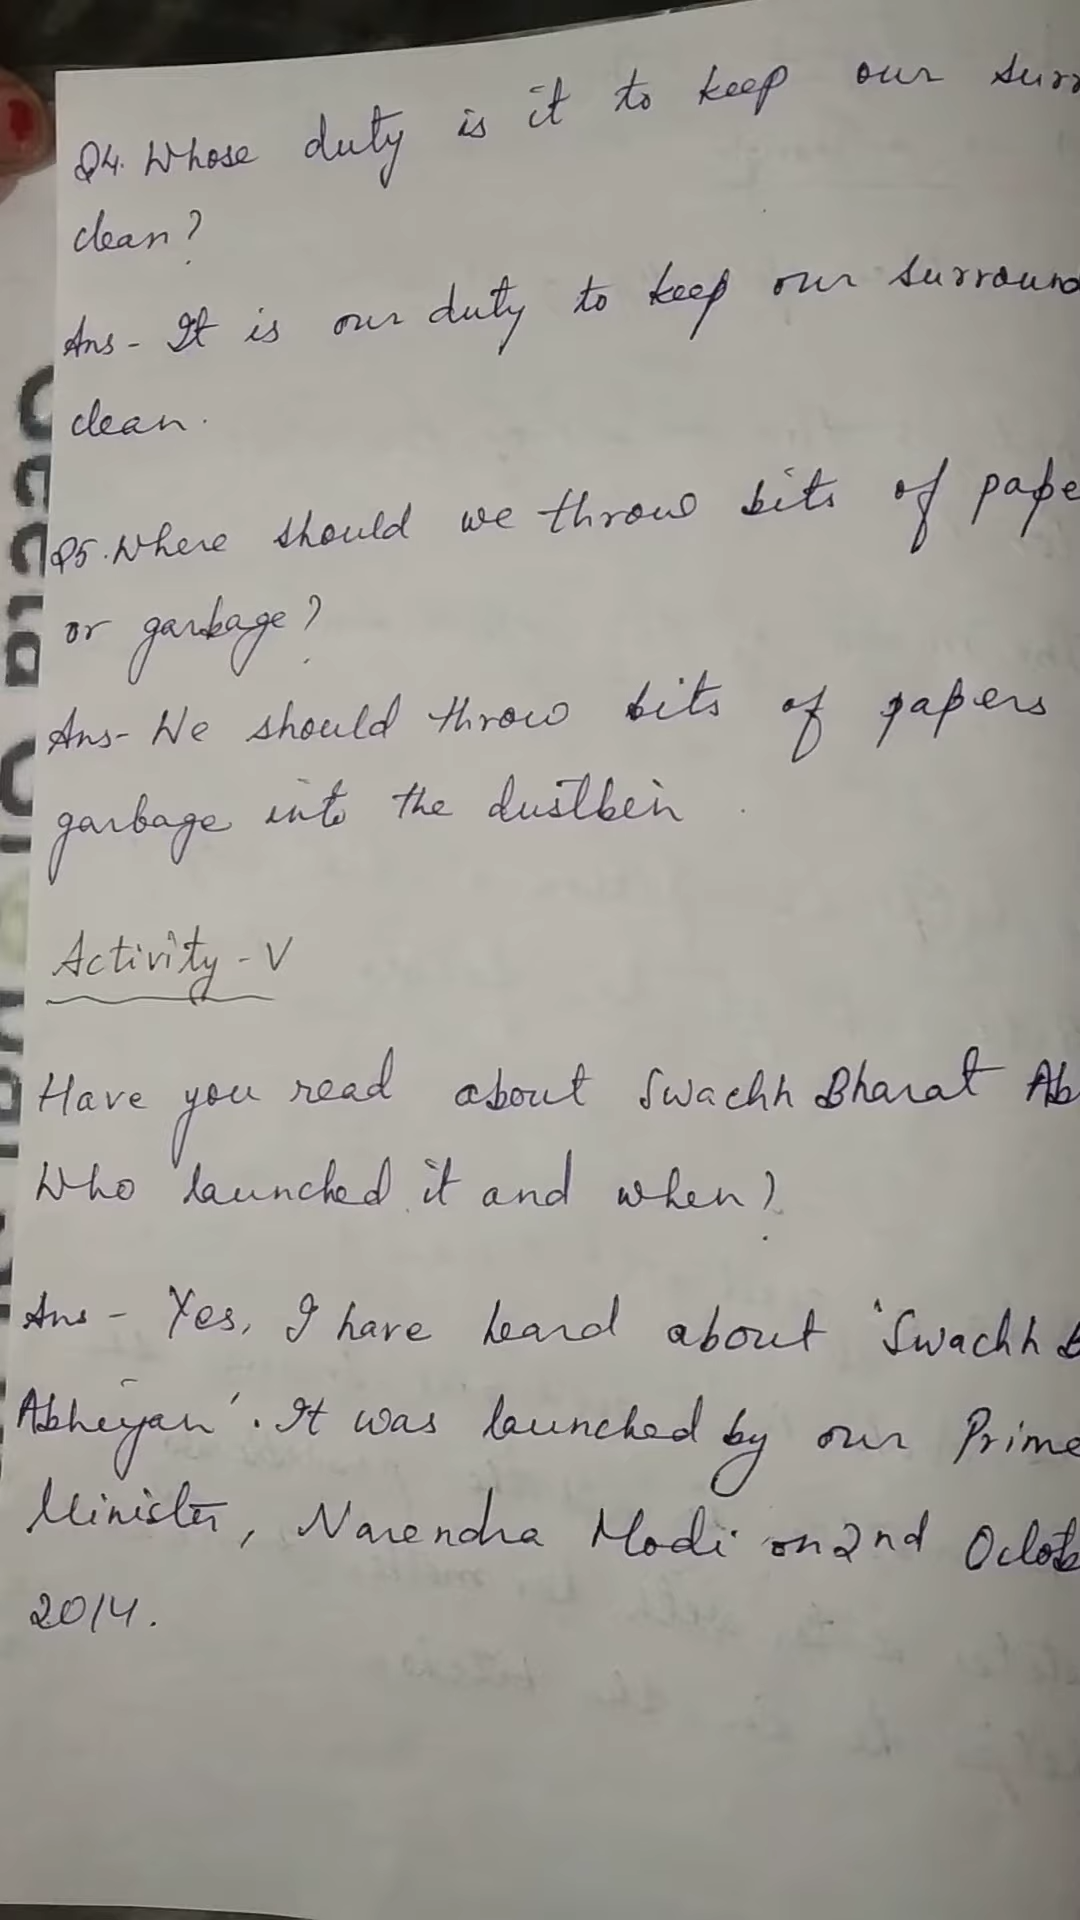 Q4. Whose duty is it to keep our surr
clean?
Ans - It is our duty to keep our surround
clean.
Q5. Where should we throw bits of pape
or garbage?
Ans - We should throw bits of papers
garbage into the dustbin.
Activity - V
Have you read about Swachh Bharat Ab
Who launched it and when?
Ans - Yes, I have heard about 'Swachh B
Abhiyan'. It was launched by our Prime
Minister, Narendra Modi on 2nd Octob
2014.